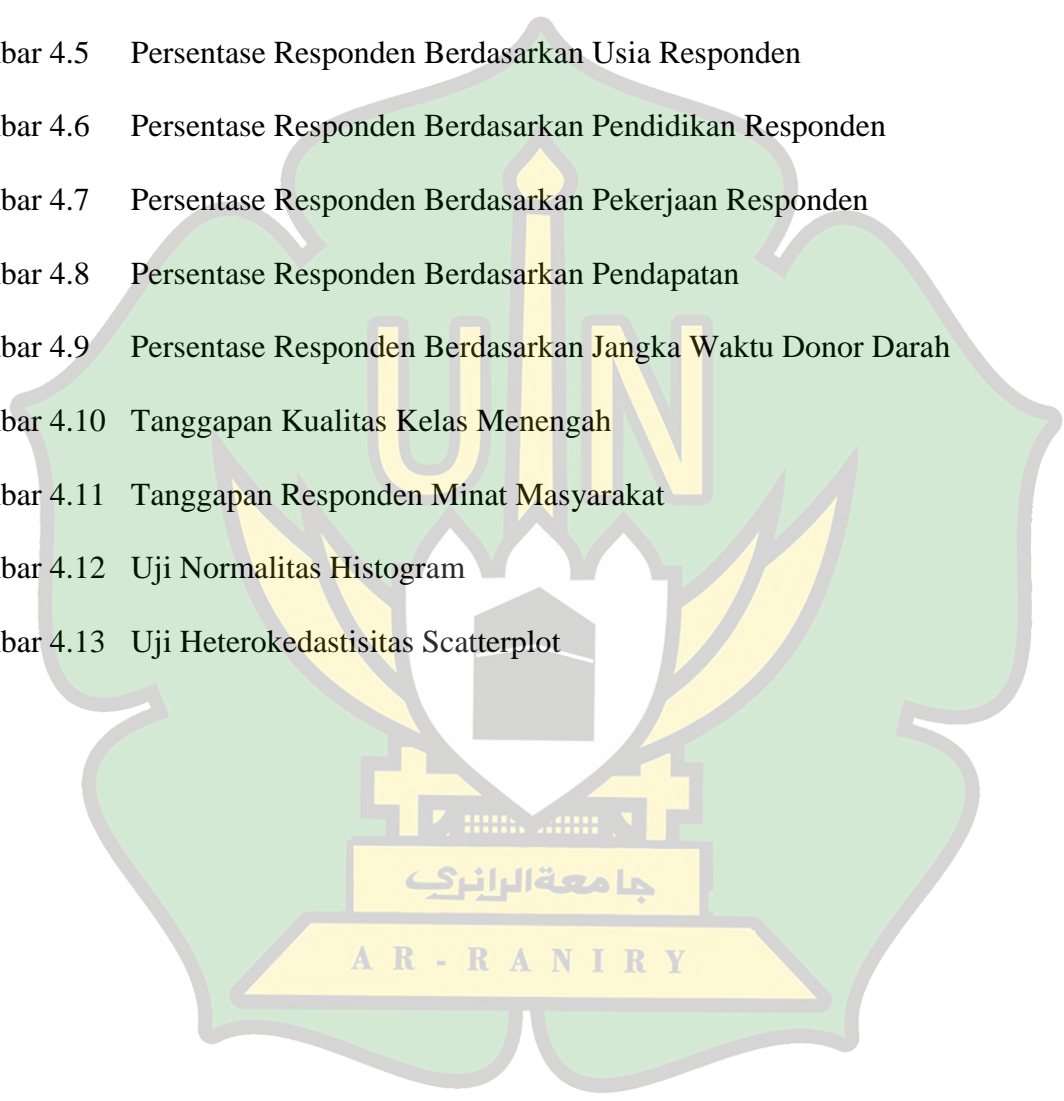 bar 4.5 Persentase Responden Berdasarkan Usia Responden
bar 4.6 Persentase Responden Berdasarkan Pendidikan Responden
bar 4.7 Persentase Responden Berdasarkan Pekerjaan Responden
bar 4.8 Persentase Responden Berdasarkan Pendapatan
bar 4.9 Persentase Responden Berdasarkan Jangka Waktu Donor Darah
bar 4.10 Tanggapan Kualitas Kelas Menengah
bar 4.11 Tanggapan Responden Minat Masyarakat
bar 4.12 Uji Normalitas Histogram
bar 4.13 Uji Heterokedastisitas Scatterplot
UIN
جامعةالرانري
AR-RANIRY